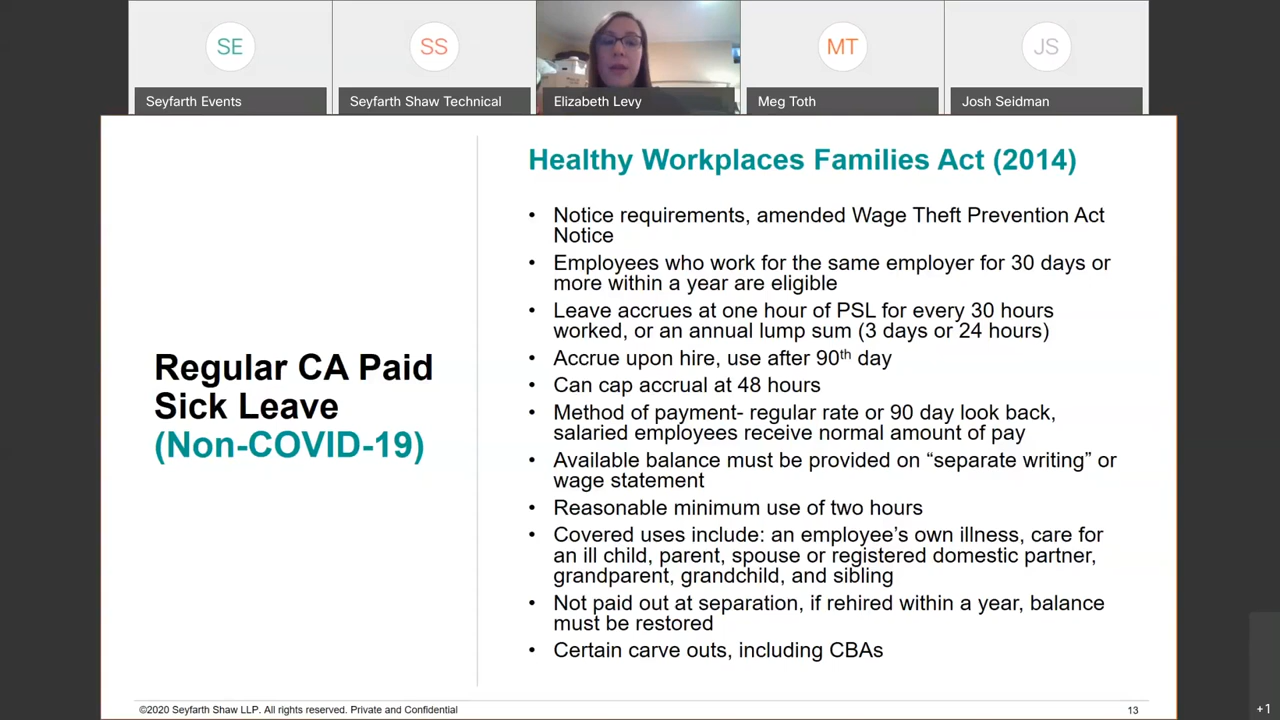 SE
SS
MT
JS
Seyfarth Events
Seyfarth Shaw Technical
Elizabeth Levy
Meg Toth
Josh Seidman
Regular CA Paid
Sick Leave
(Non-COVID-19)
Healthy Workplaces Families Act (2014)
• Notice requirements, amended Wage Theft Prevention Act
Notice
• Employees who work for the same employer for 30 days or
more within a year are eligible
• Leave accrues at one hour of PSL for every 30 hours
worked, or an annual lump sum (3 days or 24 hours)
• Accrue upon hire, use after 90th day
• Can cap accrual at 48 hours
• Method of payment- regular rate or 90 day look back,
salaried employees receive normal amount of pay
• Available balance must be provided on “separate writing” or
wage statement
• Reasonable minimum use of two hours
• Covered uses include: an employee’s own illness, care for
an ill child, parent, spouse or registered domestic partner,
grandparent, grandchild, and sibling
• Not paid out at separation, if rehired within a year, balance
must be restored
• Certain carve outs, including CBAs
©2020 Seyfarth Shaw LLP. All rights reserved. Private and Confidential
13
+1